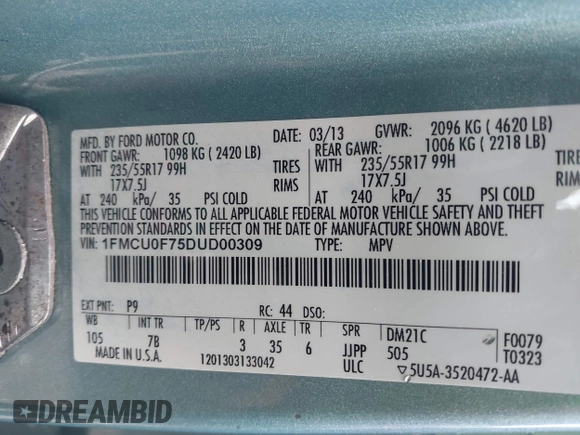 MFD. BY FORD MOTOR CO. DATE: 03/13 GVWR: 2096 KG ( 4620 LB)
FRONT GAWR: 1098 KG ( 2420 LB) REAR GAWR: 1006 KG ( 2218 LB)
WITH 235/55R17 99H TIRES WITH 235/55R17 99H
17X7.5J RIMS 17X7.5J
AT 240 kPa/ 35 PSI COLD AT 240 kPa/ 35 PSI COLD
THIS VEHICLE CONFORMS TO ALL APPLICABLE FEDERAL MOTOR VEHICLE SAFETY AND THEFT
PREVENTION STANDARDS IN EFFECT ON THE DATE OF MANUFACTURE SHOWN ABOVE.
VIN: 1FMCU0F75DUD00309 TYPE: MPV
EXT PNT: P9 RC: 44 DSO:
WB INT TR TP/PS R AXLE TR SPR DM21C F0079
105 7B 3 35 6 JJPP 505 T0323
MADE IN U.S.A. 1201303133042 ULC 5U5A-3520472-AA
DREAMBID